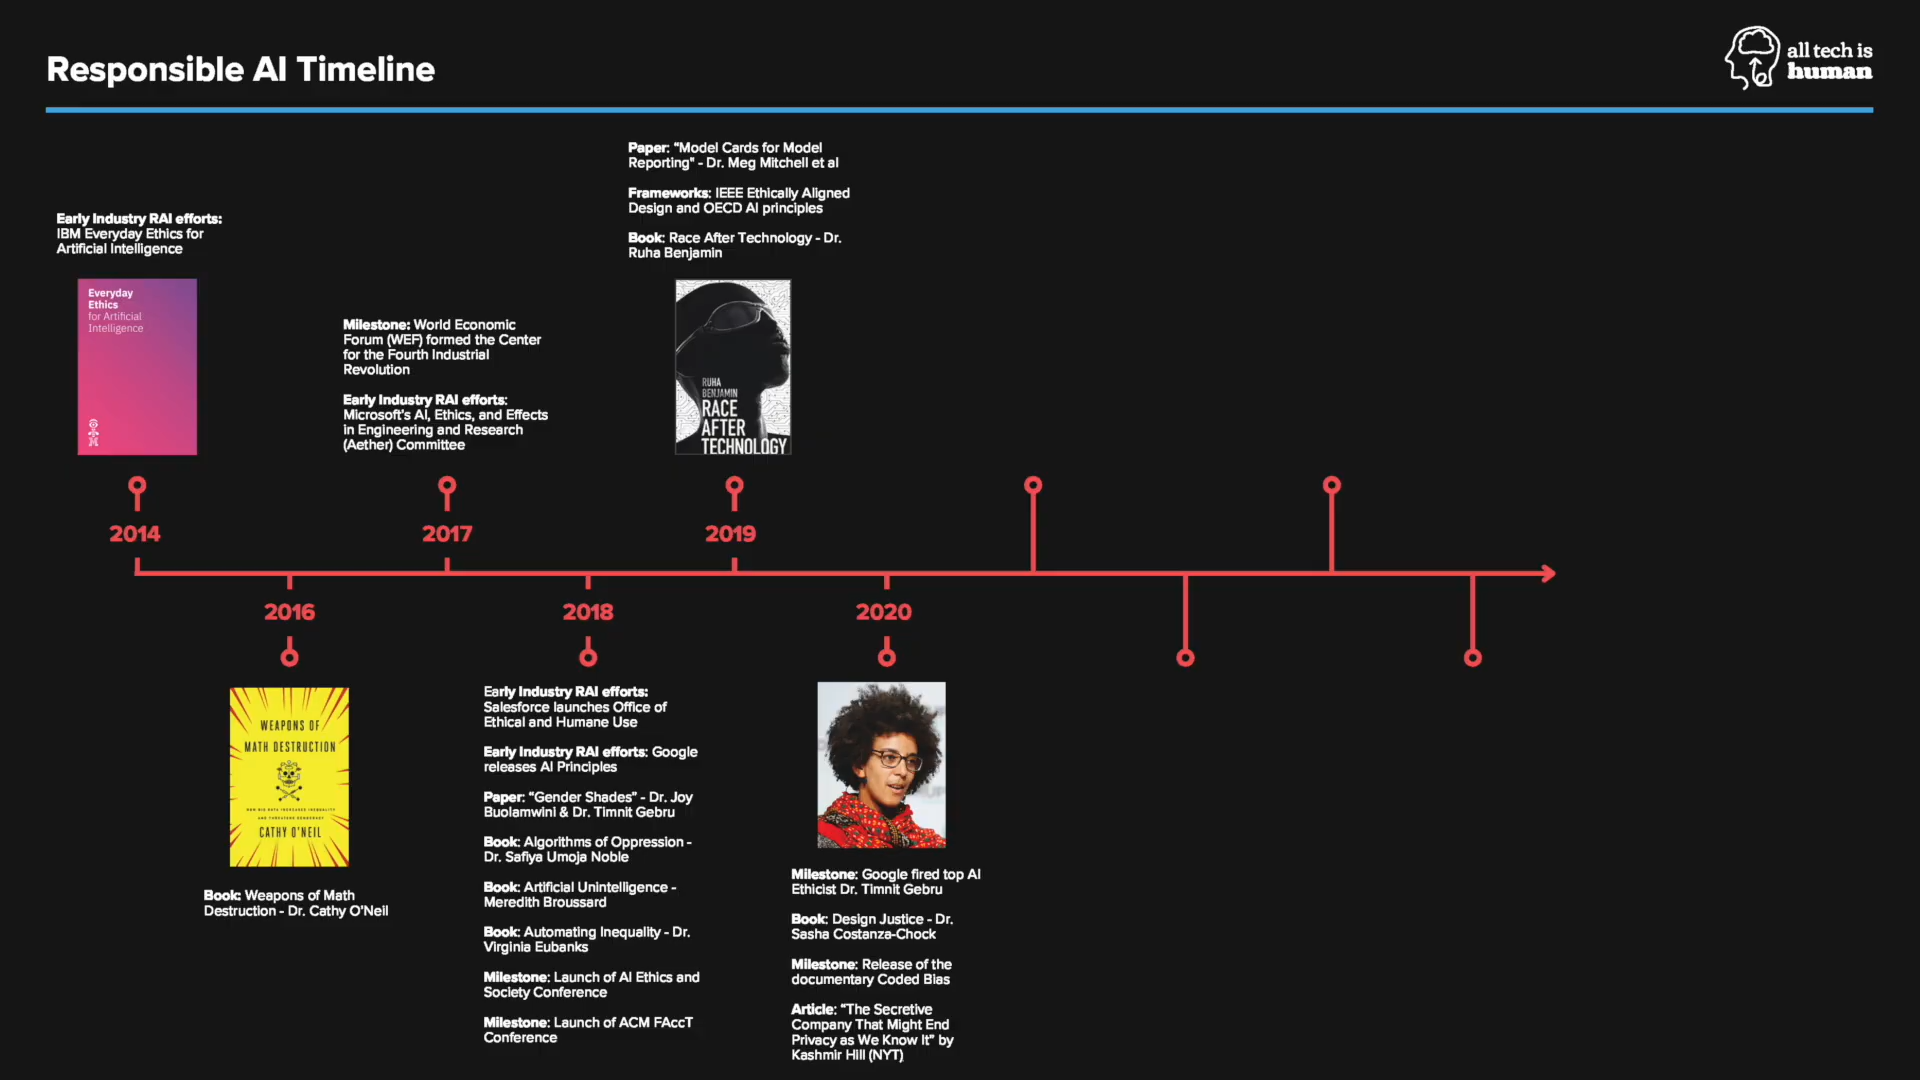 Responsible AI Timeline
all tech is
human
Early Industry RAI efforts:
IBM Everyday Ethics for
Artificial Intelligence
Everyday
Ethics
for Artificial
Intelligence
2014
Book: Weapons of Math
Destruction - Dr. Cathy O'Neil
WEAPONS OF
MATH DESTRUCTION
HOW BIG DATA INCREASES INEQUALITY
AND THREATENS DEMOCRACY
CATHY O'NEIL
2016
Milestone: World Economic
Forum (WEF) formed the Center
for the Fourth Industrial
Revolution
Early Industry RAI efforts:
Microsoft's AI, Ethics, and Effects
in Engineering and Research
(Aether) Committee
2017
2018
Early Industry RAI efforts:
Salesforce launches Office of
Ethical and Humane Use
Early Industry RAI efforts: Google
releases AI Principles
Paper: “Gender Shades” - Dr. Joy
Buolamwini & Dr. Timnit Gebru
Book: Algorithms of Oppression -
Dr. Safiya Umoja Noble
Book: Artificial Unintelligence -
Meredith Broussard
Book: Automating Inequality - Dr.
Virginia Eubanks
Milestone: Launch of AI Ethics and
Society Conference
Milestone: Launch of ACM FAccT
Conference
Paper: “Model Cards for Model
Reporting" - Dr. Meg Mitchell et al
Frameworks: IEEE Ethically Aligned
Design and OECD AI principles
Book: Race After Technology - Dr.
Ruha Benjamin
RUHA
BENJAMIN
RACE
AFTER
TECHNOLOGY
2019
2020
Milestone: Google fired top AI
Ethicist Dr. Timnit Gebru
Book: Design Justice - Dr.
Sasha Costanza-Chock
Milestone: Release of the
documentary Coded Bias
Article: “The Secretive
Company That Might End
Privacy as We Know It” by
Kashmir Hill (NYT)